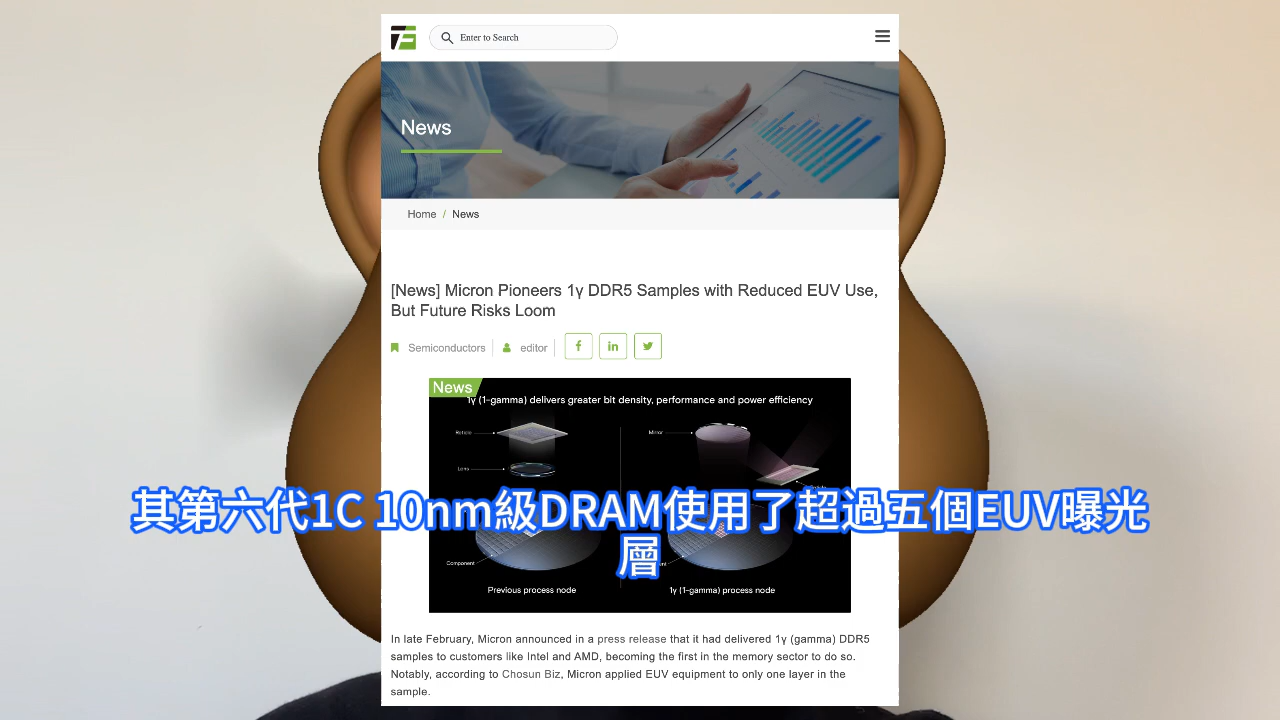 Enter to Search
News
Home / News
[News] Micron Pioneers 1γ DDR5 Samples with Reduced EUV Use,
But Future Risks Loom
Semiconductors
editor
News
1γ (1-gamma) delivers greater bit density, performance and power efficiency
Reticle
Lens
Component
Previous process node
Mirror
1γ (1-gamma) process node
其第六代1C 10nm級DRAM使用了超過五個EUV曝光
層
In late February, Micron announced in a press release that it had delivered 1γ (gamma) DDR5
samples to customers like Intel and AMD, becoming the first in the memory sector to do so.
Notably, according to Chosun Biz, Micron applied EUV equipment to only one layer in the
sample.